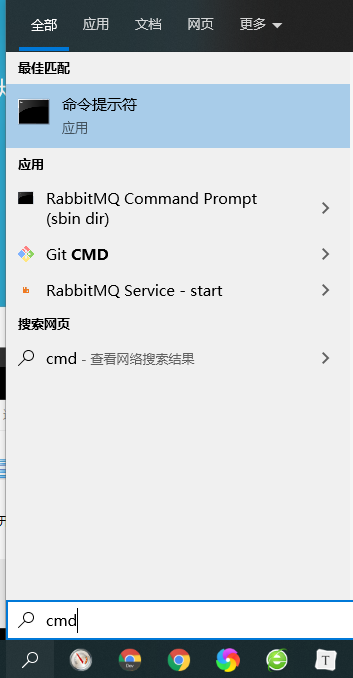 全部 应用 文档 网页 更多
最佳匹配
命令提示符
应用
应用
RabbitMQ Command Prompt
(sbin dir)
Git CMD
RabbitMQ Service - start
搜索网页
cmd - 查看网络搜索结果
cmd
Dev
T